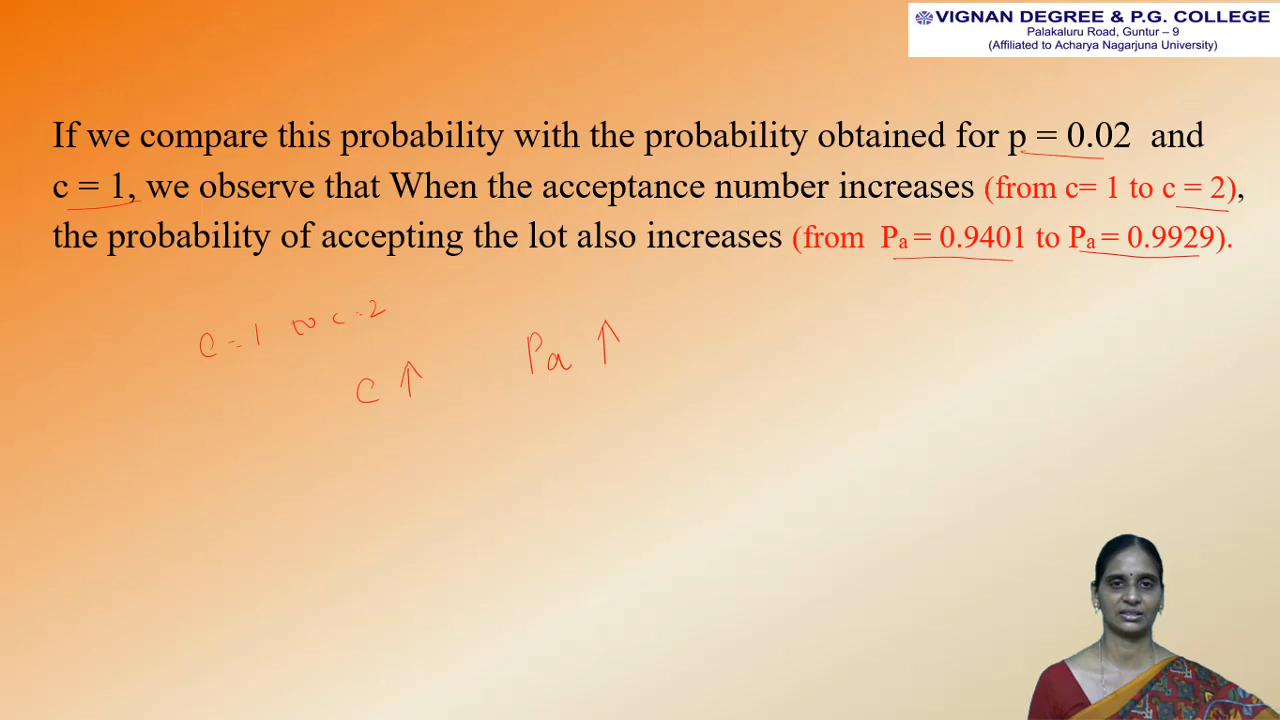 VIGNAN DEGREE & P.G. COLLEGE
Palakaluru Road, Guntur – 9
(Affiliated to Acharya Nagarjuna University)
If we compare this probability with the probability obtained for p = 0.02 and
c = 1, we observe that When the acceptance number increases (from c= 1 to c = 2),
the probability of accepting the lot also increases (from Pa = 0.9401 to Pa = 0.9929).
c = 1 to c = 2
c ↑ Pa ↑